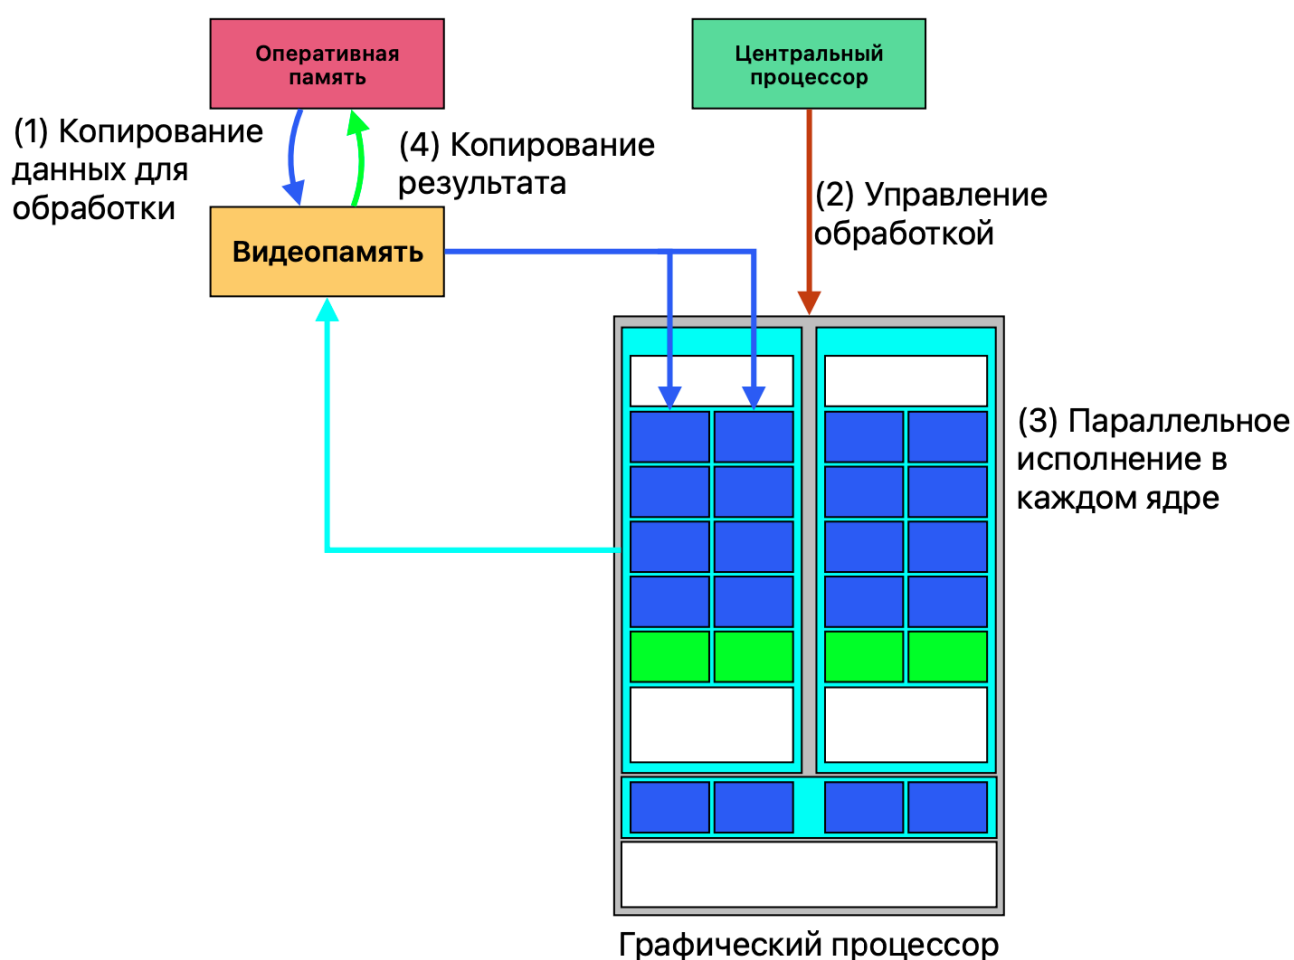 Оперативная
память
Центральный
процессор
(1) Копирование
данных для
обработки
(4) Копирование
результата
(2) Управление
обработкой
Видеопамять
(3) Параллельное
исполнение в
каждом ядре
Графический процессор